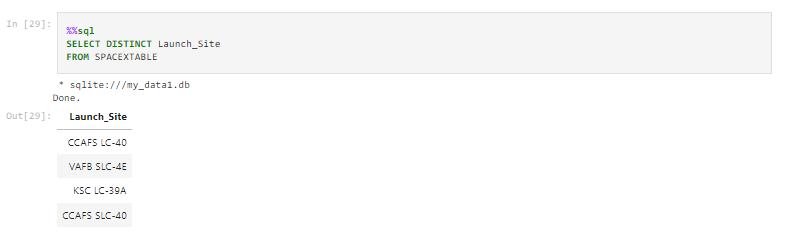 In [29]:
%%sql
SELECT DISTINCT Launch_Site
FROM SPACEXTABLE
* sqlite:///my_data1.db
Done.
Out[29]:
Launch_Site
CCAFS LC-40
VAFB SLC-4E
KSC LC-39A
CCAFS SLC-40